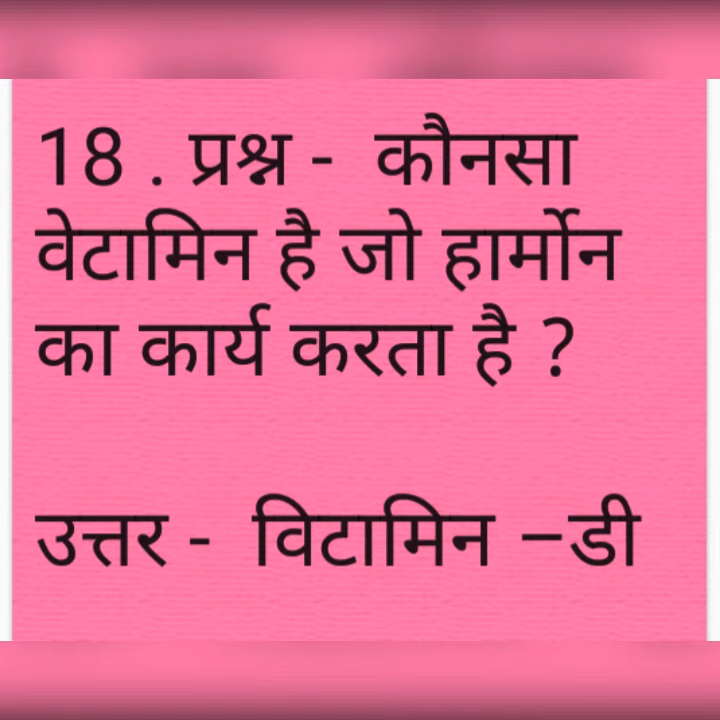 18 . प्रश्न - कौनसा
वेटामिन है जो हार्मोन
का कार्य करता है ?
उत्तर - विटामिन –डी